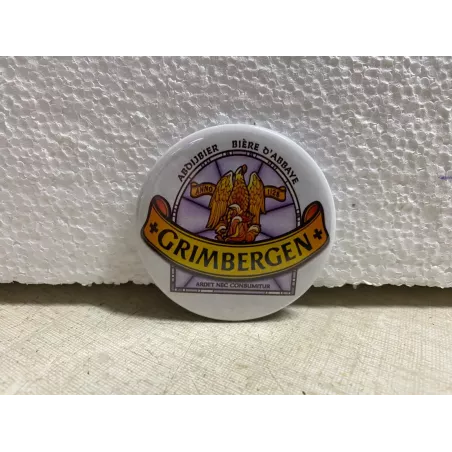 ABDIJBIER BIÈRE D'ABBAYE
ANNO 1128
GRIMBERGEN
ARDET NEC CONSUMITUR